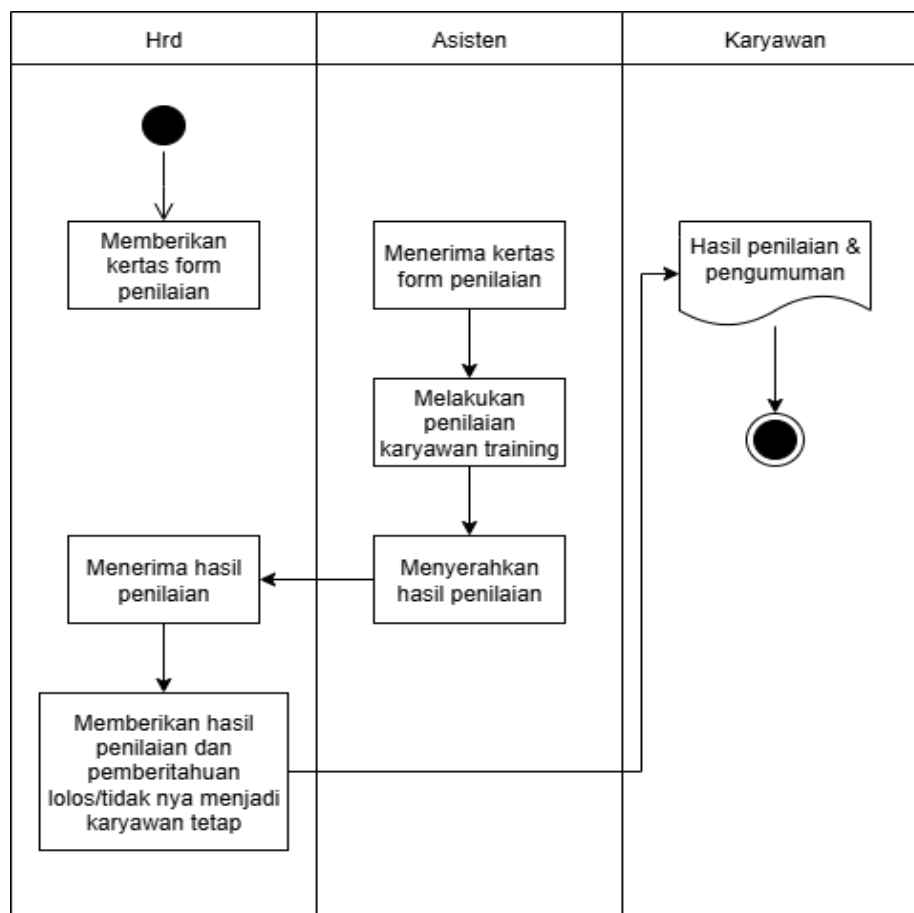 Hrd
Asisten
Karyawan
Memberikan
kertas form
penilaian
Menerima kertas
form penilaian
Hasil penilaian &
pengumuman
Melakukan
penilaian
karyawan training
Menerima hasil
penilaian
Menyerahkan
hasil penilaian
Memberikan hasil
penilaian dan
pemberitahuan
lolos/tidak nya menjadi
karyawan tetap